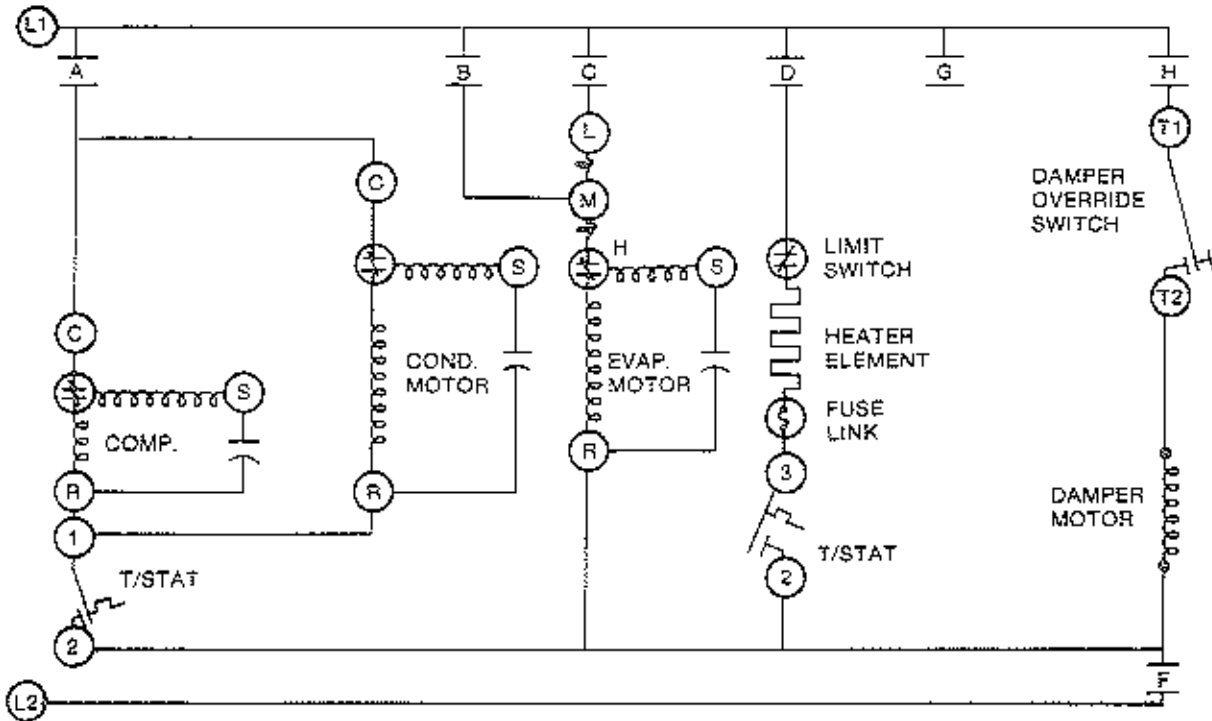 L1
A B C D G H
L
T1
C
M
DAMPER
OVERRIDE
SWITCH
H
S
S
LIMIT
SWITCH
T2
C
COND.
MOTOR
EVAP.
MOTOR
HEATER
ELEMENT
S
FUSE
LINK
COMP.
R
3
R
R
DAMPER
MOTOR
1
T/STAT
T/STAT
2
2
F
L2